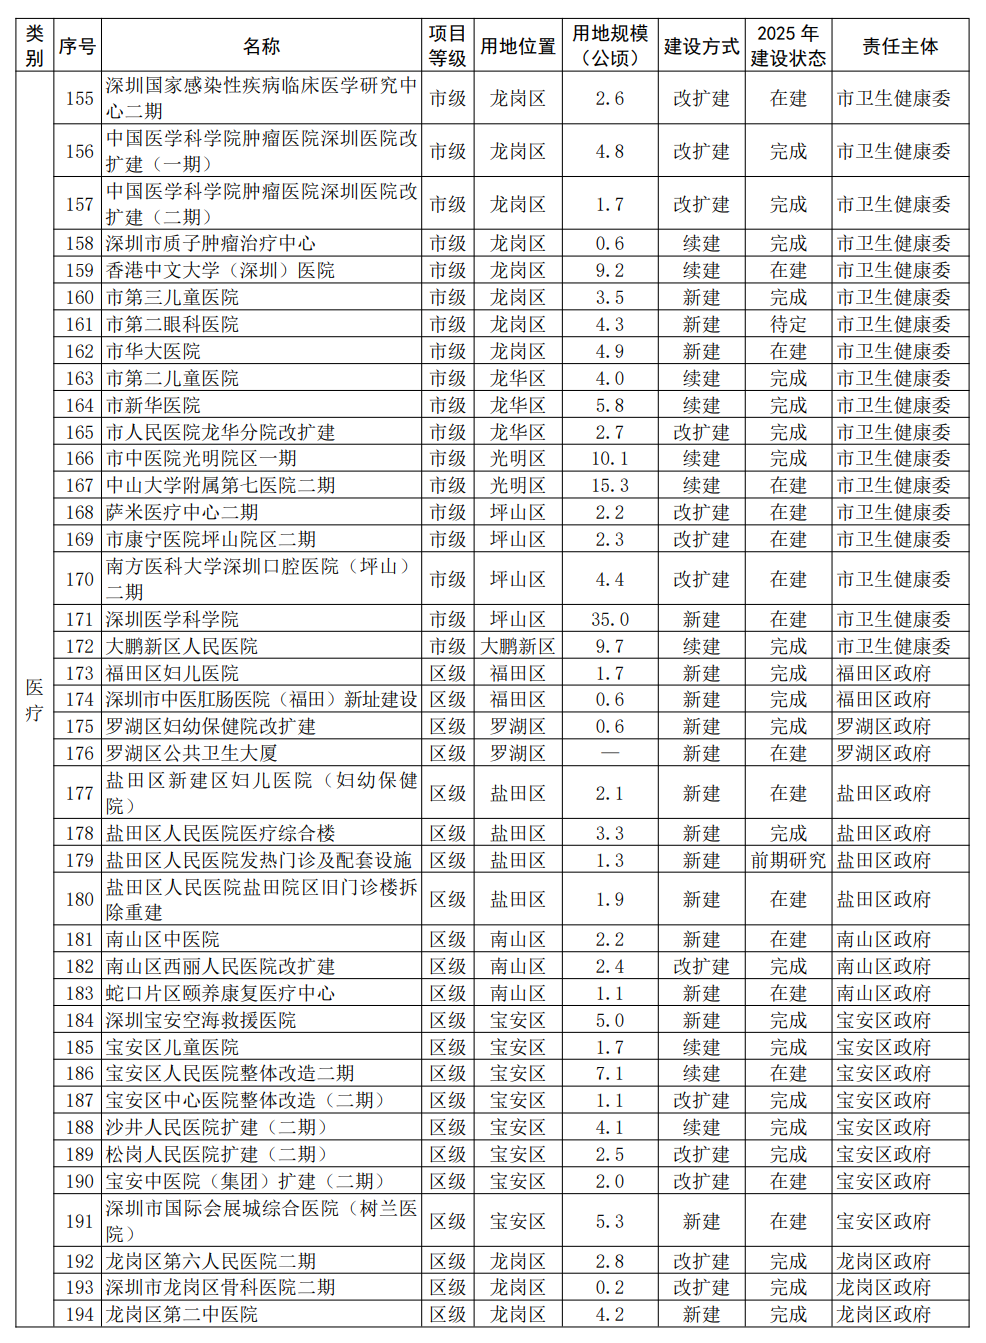 类别 序号 名称 项目等级 用地位置 用地规模（公顷） 建设方式 2025 年建设状态 责任主体
医疗
155 深圳国家感染性疾病临床医学研究中心二期 市级 龙岗区 2.6 改扩建 在建 市卫生健康委
156 中国医学科学院肿瘤医院深圳医院改扩建（一期） 市级 龙岗区 4.8 改扩建 完成 市卫生健康委
157 中国医学科学院肿瘤医院深圳医院改扩建（二期） 市级 龙岗区 1.7 改扩建 完成 市卫生健康委
158 深圳市质子肿瘤治疗中心 市级 龙岗区 0.6 续建 完成 市卫生健康委
159 香港中文大学（深圳）医院 市级 龙岗区 9.2 续建 在建 市卫生健康委
160 市第三儿童医院 市级 龙岗区 3.5 新建 完成 市卫生健康委
161 市第二眼科医院 市级 龙岗区 4.3 新建 待定 市卫生健康委
162 市华大医院 市级 龙岗区 4.9 新建 在建 市卫生健康委
163 市第二儿童医院 市级 龙华区 4.0 续建 完成 市卫生健康委
164 市新华医院 市级 龙华区 5.8 续建 完成 市卫生健康委
165 市人民医院龙华分院改扩建 市级 龙华区 2.7 改扩建 完成 市卫生健康委
166 市中医院光明院区一期 市级 光明区 10.1 续建 完成 市卫生健康委
167 中山大学附属第七医院二期 市级 光明区 15.3 续建 在建 市卫生健康委
168 萨米医疗中心二期 市级 坪山区 2.2 改扩建 在建 市卫生健康委
169 市康宁医院坪山院区二期 市级 坪山区 2.3 改扩建 在建 市卫生健康委
170 南方医科大学深圳口腔医院（坪山）二期 市级 坪山区 4.4 改扩建 在建 市卫生健康委
171 深圳医学科学院 市级 坪山区 35.0 新建 在建 市卫生健康委
172 大鹏新区人民医院 市级 大鹏新区 9.7 续建 完成 市卫生健康委
173 福田区妇儿医院 区级 福田区 1.7 新建 完成 福田区政府
174 深圳市中医肛肠医院（福田）新址建设 区级 福田区 0.6 新建 完成 福田区政府
175 罗湖区妇幼保健院改扩建 区级 罗湖区 0.6 新建 完成 罗湖区政府
176 罗湖区公共卫生大厦 区级 罗湖区 — 新建 在建 罗湖区政府
177 盐田区新建区妇儿医院（妇幼保健院） 区级 盐田区 2.1 新建 在建 盐田区政府
178 盐田区人民医院医疗综合楼 区级 盐田区 3.3 新建 完成 盐田区政府
179 盐田区人民医院发热门诊及配套设施 区级 盐田区 1.3 新建 前期研究 盐田区政府
180 盐田区人民医院盐田院区旧门诊楼拆除重建 区级 盐田区 1.9 新建 在建 盐田区政府
181 南山区中医院 区级 南山区 2.2 新建 在建 南山区政府
182 南山区西丽人民医院改扩建 区级 南山区 2.4 改扩建 完成 南山区政府
183 蛇口片区颐养康复医疗中心 区级 南山区 1.1 新建 在建 南山区政府
184 深圳宝安空海救援医院 区级 宝安区 5.0 新建 完成 宝安区政府
185 宝安区儿童医院 区级 宝安区 1.7 续建 完成 宝安区政府
186 宝安区人民医院整体改造二期 区级 宝安区 7.1 续建 在建 宝安区政府
187 宝安区中心医院整体改造（二期） 区级 宝安区 1.1 改扩建 完成 宝安区政府
188 沙井人民医院扩建（二期） 区级 宝安区 4.1 续建 完成 宝安区政府
189 松岗人民医院扩建（二期） 区级 宝安区 2.5 改扩建 完成 宝安区政府
190 宝安中医院（集团）扩建（二期） 区级 宝安区 2.0 改扩建 在建 宝安区政府
191 深圳市国际会展城综合医院（树兰医院） 区级 宝安区 5.3 新建 在建 宝安区政府
192 龙岗区第六人民医院二期 区级 龙岗区 2.8 改扩建 完成 龙岗区政府
193 深圳市龙岗区骨科医院二期 区级 龙岗区 0.2 改扩建 完成 龙岗区政府
194 龙岗区第二中医院 区级 龙岗区 4.2 新建 完成 龙岗区政府